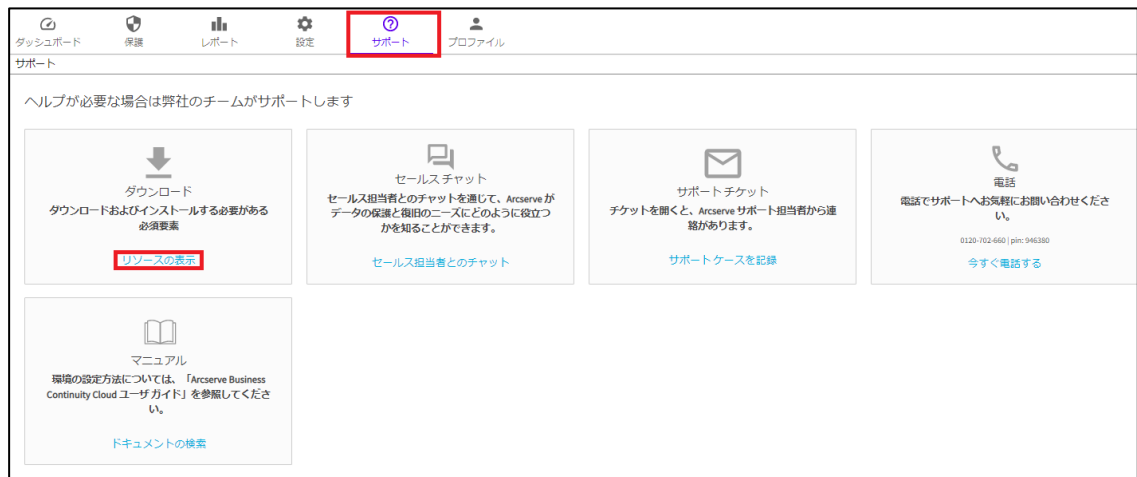 ダッシュボード
保護
レポート
設定
サポート
プロファイル
サポート
ヘルプが必要な場合は弊社のチームがサポートします
ダウンロード
ダウンロードおよびインストールする必要がある
必須要素
リソースの表示
セールスチャット
セールス担当者とのチャットを通じて、Arcserve が
データの保護と復旧のニーズにどのように役立つ
かを知ることができます。
セールス担当者とのチャット
サポートチケット
チケットを開くと、Arcserve サポート担当者から連
絡があります。
サポートケースを記録
電話
電話でサポートへお気軽にお問い合わせくださ
い。
0120-702-660 | pin: 946380
今すぐ電話する
マニュアル
環境の設定方法については、「Arcserve Business
Continuity Cloud ユーザガイド」を参照してくださ
い。
ドキュメントの検索